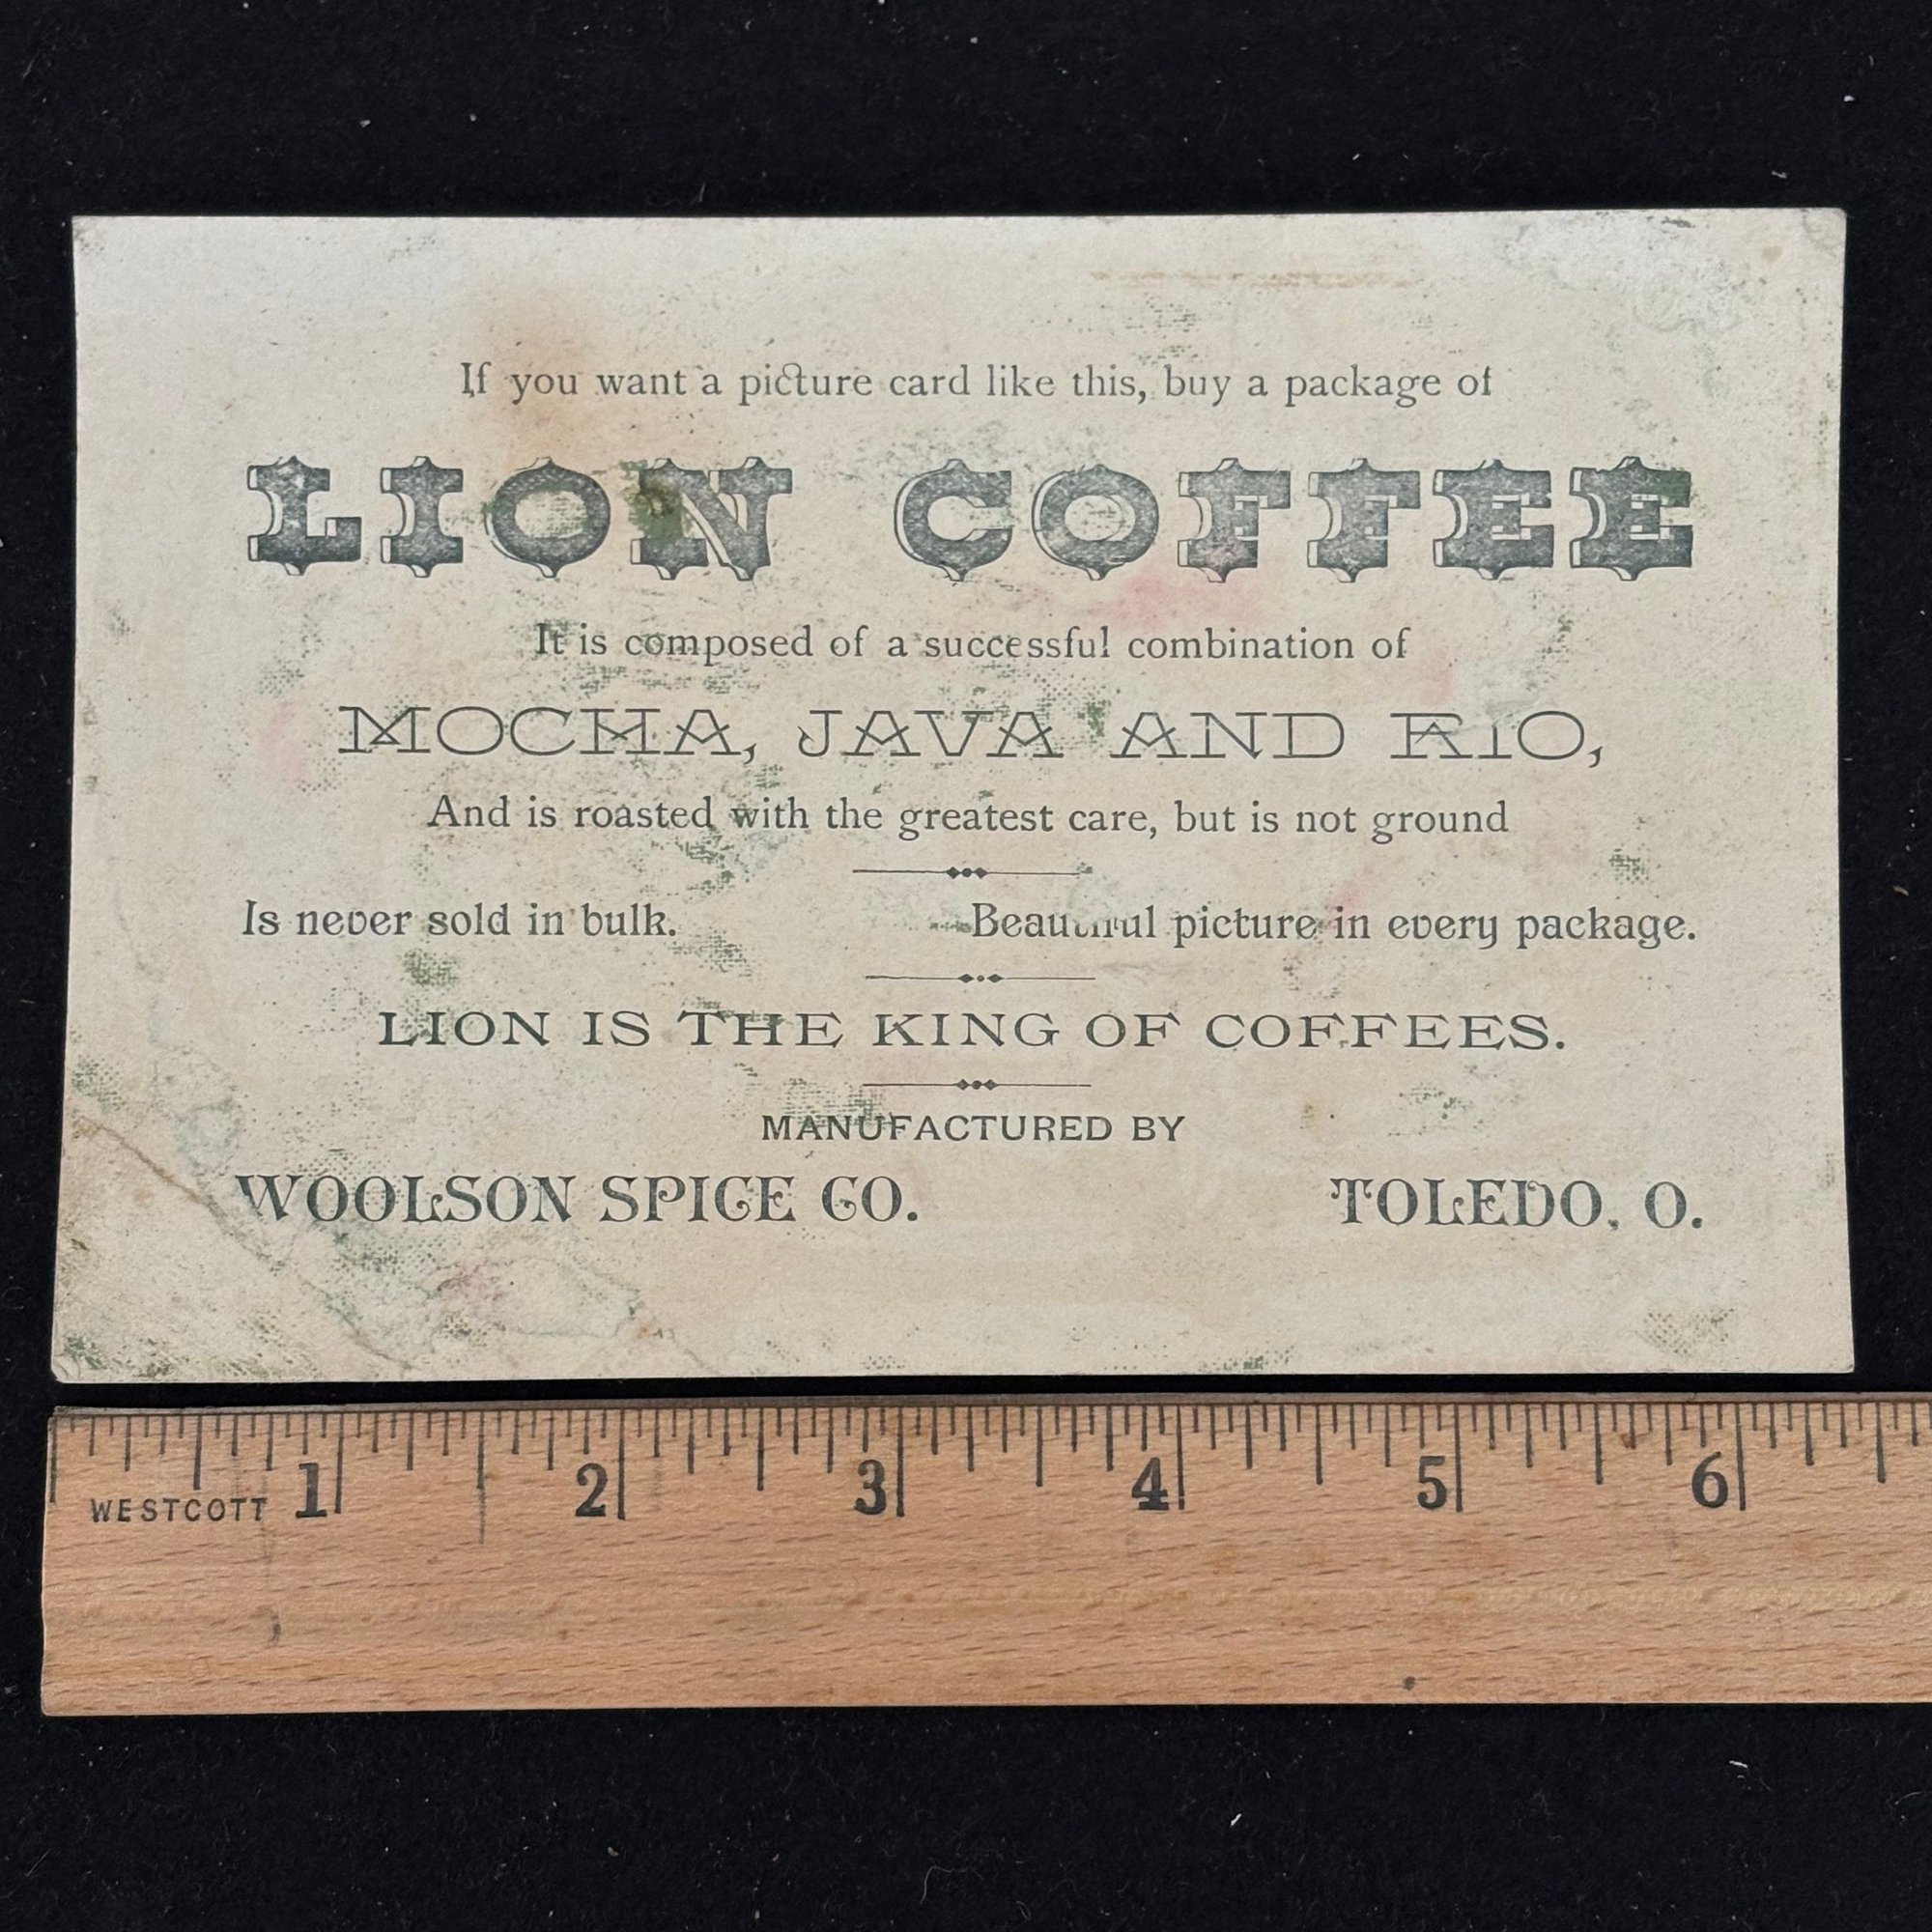 If you want a picture card like this, buy a package of
LION COFFEE
It is composed of a successful combination of
MOCHA, JAVA AND RIO,
And is roasted with the greatest care, but is not ground
Is never sold in bulk. Beautiful picture in every package.
LION IS THE KING OF COFFEES.
MANUFACTURED BY
WOOLSON SPICE CO. TOLEDO, O.
1 2 3 4 5 6
WESTCOTT